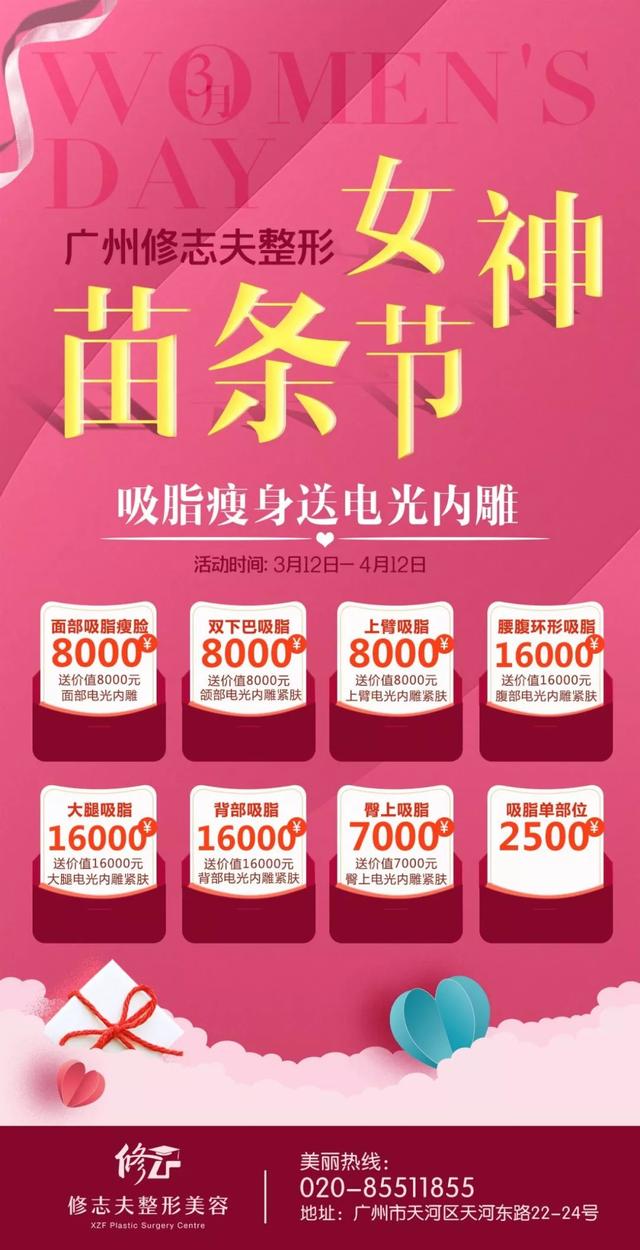 WOMEN'S
3月
DAY
广州修志夫整形
女神
苗条节
吸脂瘦身送电光内雕
活动时间: 3月12日— 4月12日
面部吸脂瘦脸
8000¥
送价值8000元
面部电光内雕
双下巴吸脂
8000¥
送价值8000元
颌部电光内雕紧肤
上臂吸脂
8000¥
送价值8000元
上臂电光内雕紧肤
腰腹环形吸脂
16000¥
送价值16000元
腹部电光内雕紧肤
大腿吸脂
16000¥
送价值16000元
大腿电光内雕紧肤
背部吸脂
16000¥
送价值16000元
背部电光内雕紧肤
臀上吸脂
7000¥
送价值7000元
臀上电光内雕紧肤
吸脂单部位
2500¥
修志夫整形美容
XZF Plastic Surgery Centre
美丽热线:
020-85511855
地址: 广州市天河区天河东路22-24号